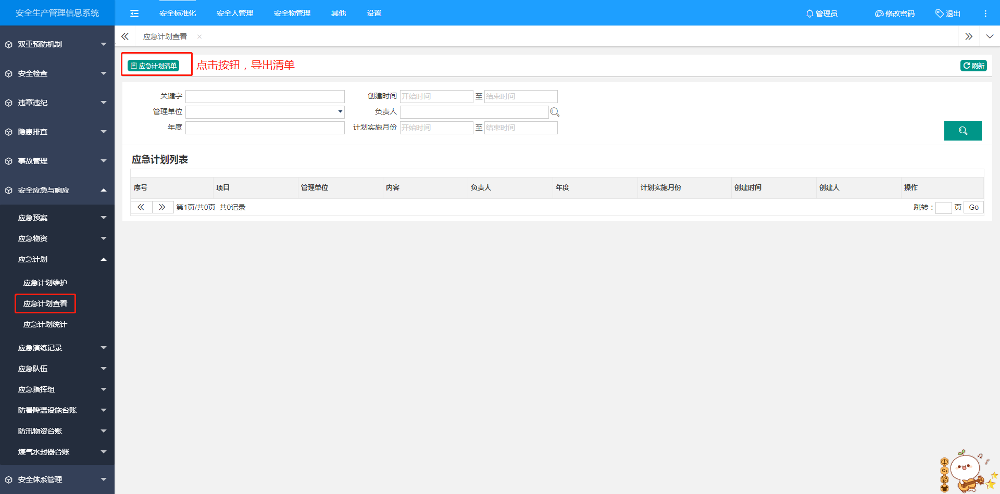 安全生产管理信息系统
安全标准化 安全人管理 安全物管理 其他 设置 管理员 修改密码 退出
应急计划查看
应急计划清单 点击按钮，导出清单 刷新
关键字 创建时间 开始时间 至 结束时间
管理单位 负责人
年度 计划实施月份 开始时间 至 结束时间
应急计划列表
序号 项目 管理单位 内容 负责人 年度 计划实施月份 创建时间 创建人 操作
第1页/共0页 共0记录 跳转： 页 Go
双重预防机制
安全检查
违章违纪
隐患排查
事故管理
安全应急与响应
应急预案
应急物资
应急计划
应急计划维护
应急计划查看
应急计划统计
应急演练记录
应急队伍
应急指挥组
防暑降温设施台账
防汛物资台账
煤气水封器台账
安全体系管理
中
简